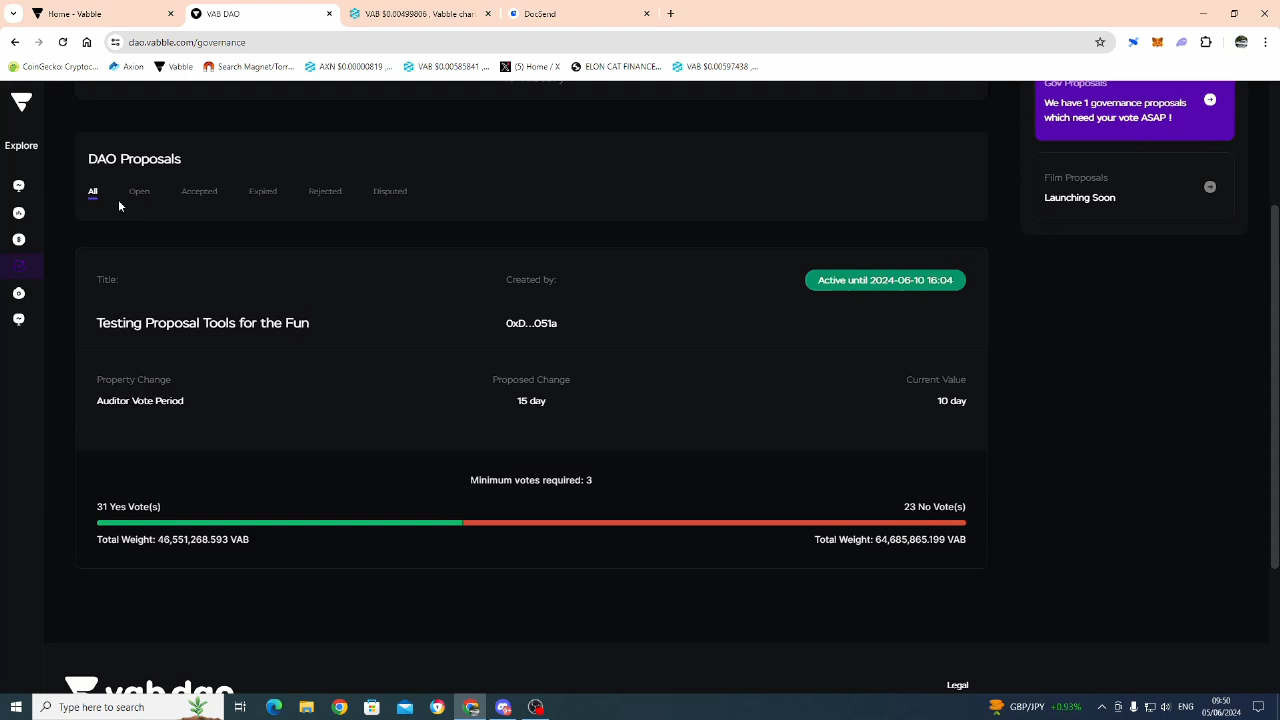 Home - Vabble
VAB DAO
VAB $0.00499806, Vabble dar
DocSend
dao.vabble.com/governance
CoinGecko Cryptoc...
Axion
Vabble
Search Magnet/Torr...
AXN $0.00000819 ,...
VAB $0.00585841 ,...
(5) Home / X
ELON CAT FINANCE...
VAB $0.00597438 ,...
Explore
Gov Proposals
We have 1 governance proposals
which need your vote ASAP !
Film Proposals
Launching Soon
DAO Proposals
All
Open
Accepted
Expired
Rejected
Disputed
Title:
Created by:
Active until 2024-06-10 16:04
Testing Proposal Tools for the Fun
0xD...051a
Property Change
Proposed Change
Current Value
Auditor Vote Period
15 day
10 day
Minimum votes required: 3
31 Yes Vote(s)
23 No Vote(s)
Total Weight: 46,551,268.593 VAB
Total Weight: 64,685,865.199 VAB
vab dao
Legal
Type here to search
GBP/JPY +0.93%
ENG
09:50
05/06/2024